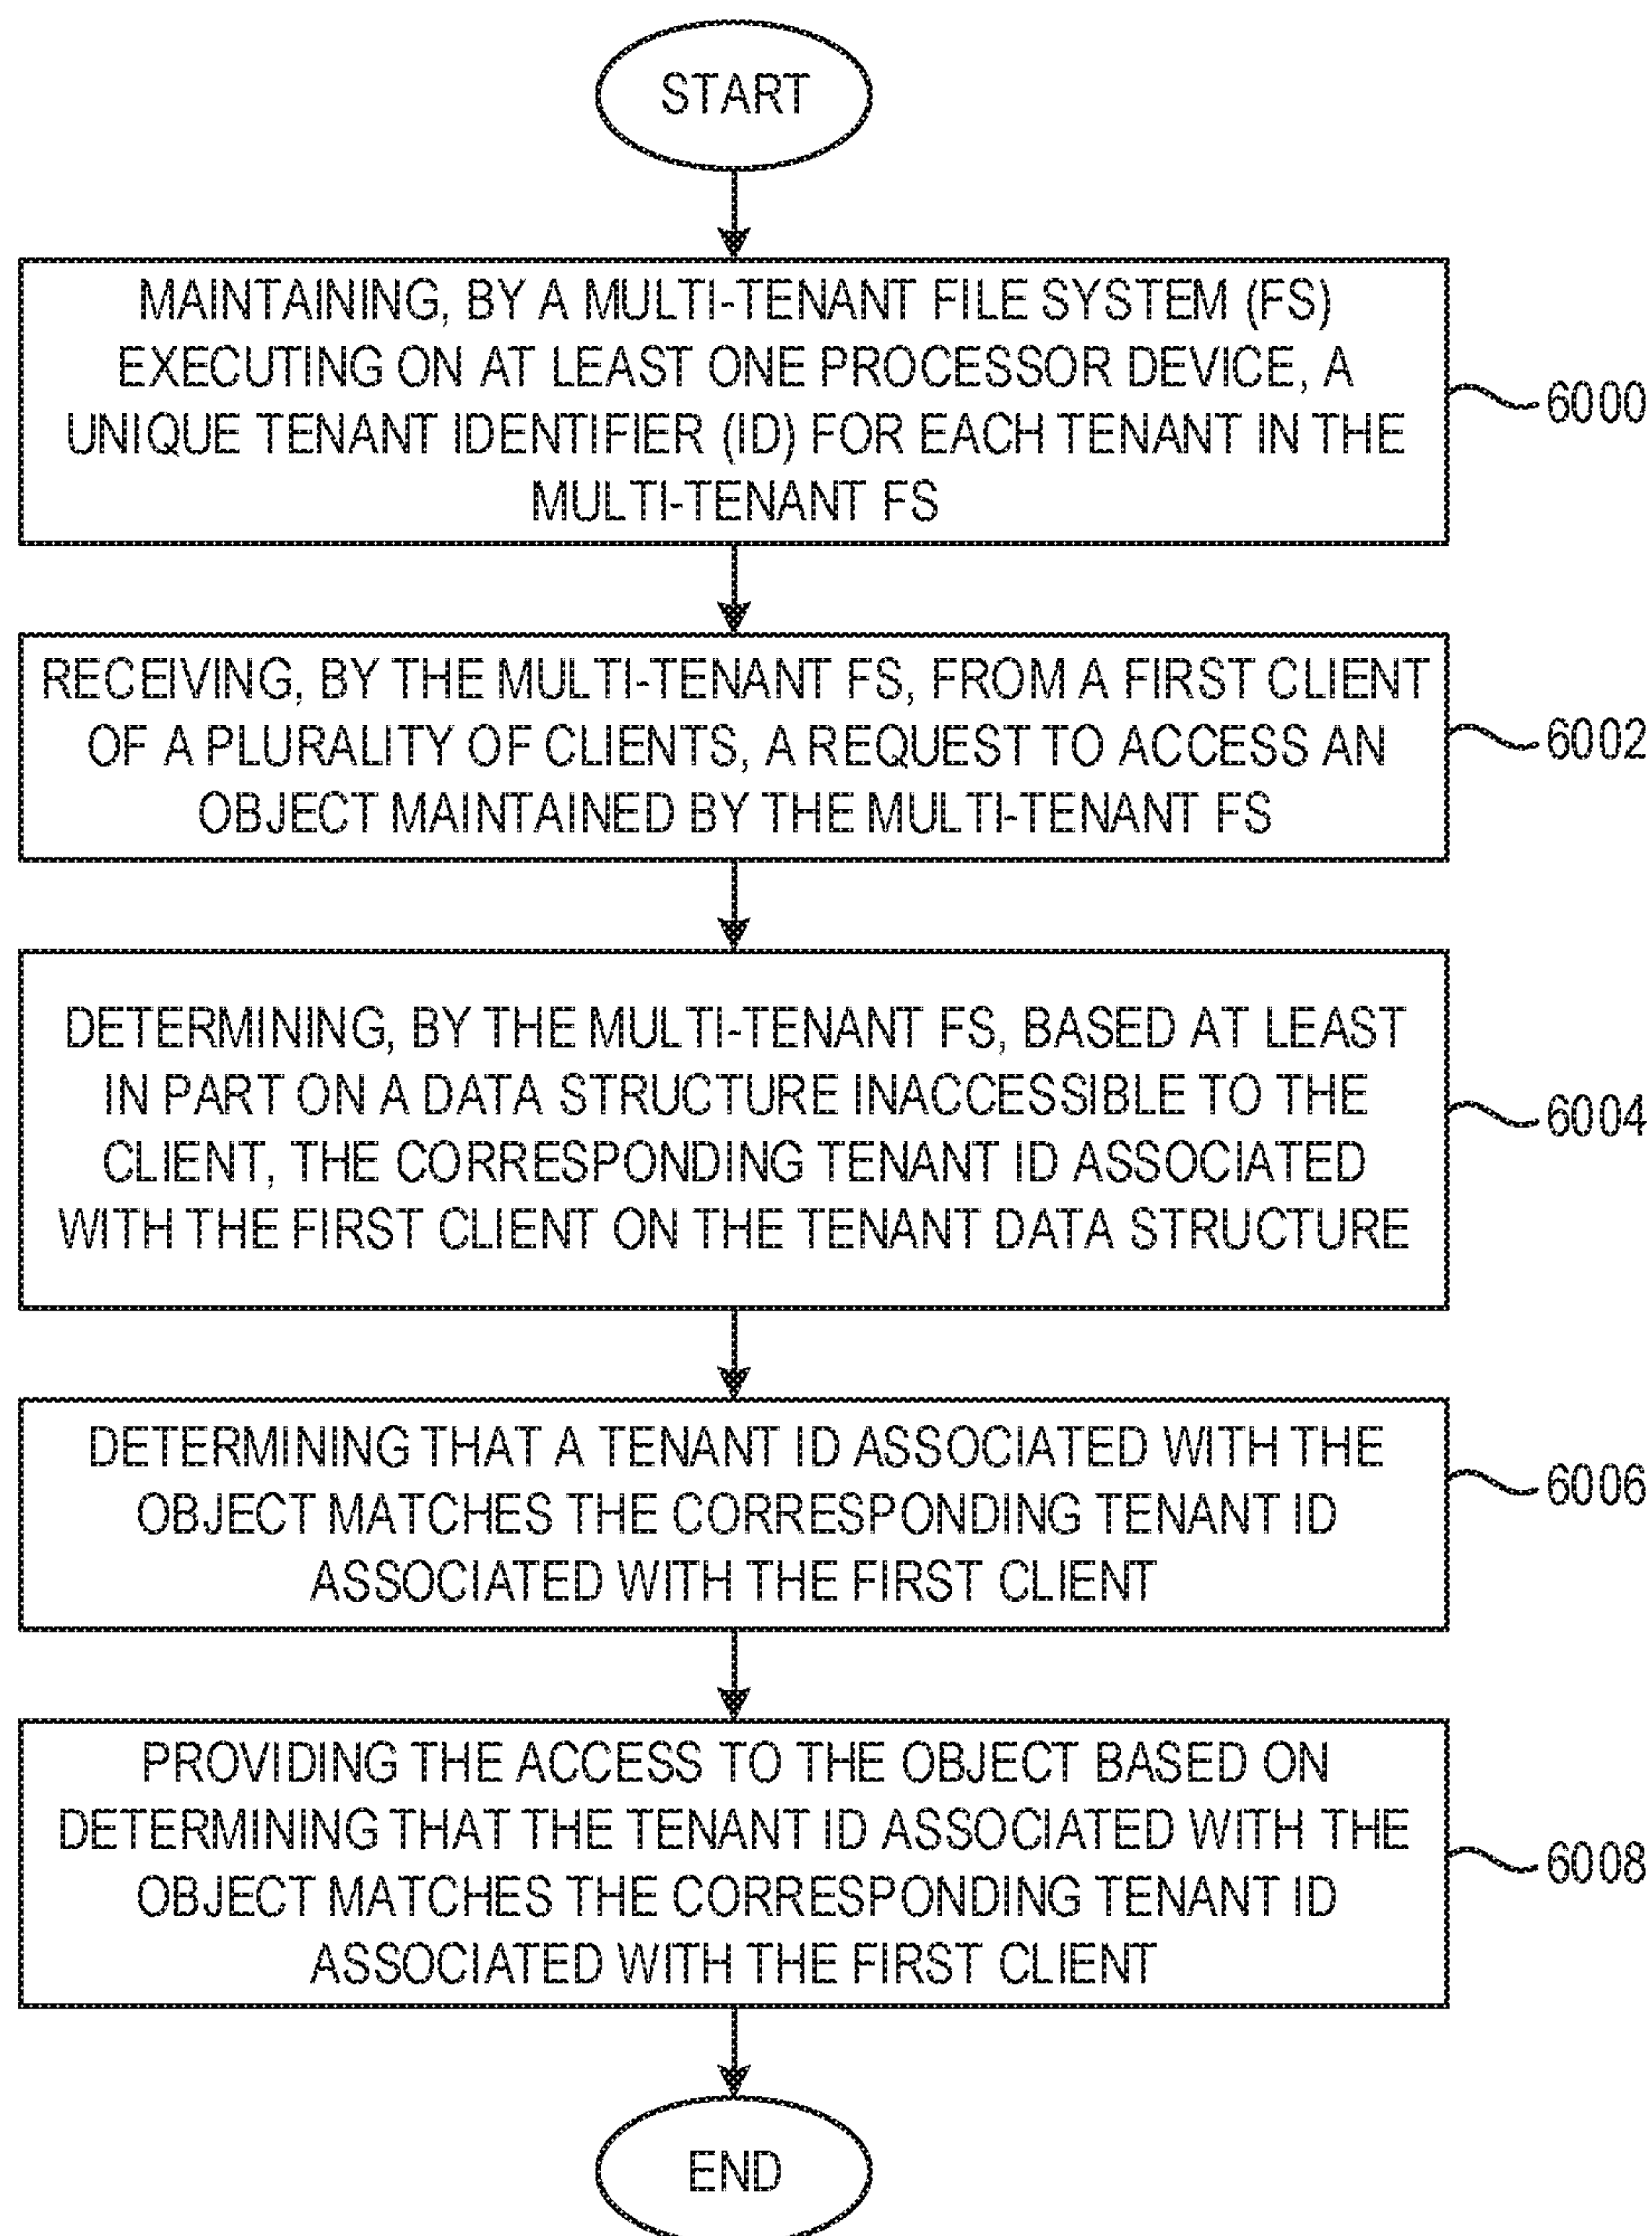 START
MAINTAINING, BY A MULTI-TENANT FILE SYSTEM (FS)
EXECUTING ON AT LEAST ONE PROCESSOR DEVICE, A
UNIQUE TENANT IDENTIFIER (ID) FOR EACH TENANT IN THE
MULTI-TENANT FS
6000
RECEIVING, BY THE MULTI-TENANT FS, FROM A FIRST CLIENT
OF A PLURALITY OF CLIENTS, A REQUEST TO ACCESS AN
OBJECT MAINTAINED BY THE MULTI-TENANT FS
6002
DETERMINING, BY THE MULTI-TENANT FS, BASED AT LEAST
IN PART ON A DATA STRUCTURE INACCESSIBLE TO THE
CLIENT, THE CORRESPONDING TENANT ID ASSOCIATED
WITH THE FIRST CLIENT ON THE TENANT DATA STRUCTURE
6004
DETERMINING THAT A TENANT ID ASSOCIATED WITH THE
OBJECT MATCHES THE CORRESPONDING TENANT ID
ASSOCIATED WITH THE FIRST CLIENT
6006
PROVIDING THE ACCESS TO THE OBJECT BASED ON
DETERMINING THAT THE TENANT ID ASSOCIATED WITH THE
OBJECT MATCHES THE CORRESPONDING TENANT ID
ASSOCIATED WITH THE FIRST CLIENT
6008
END